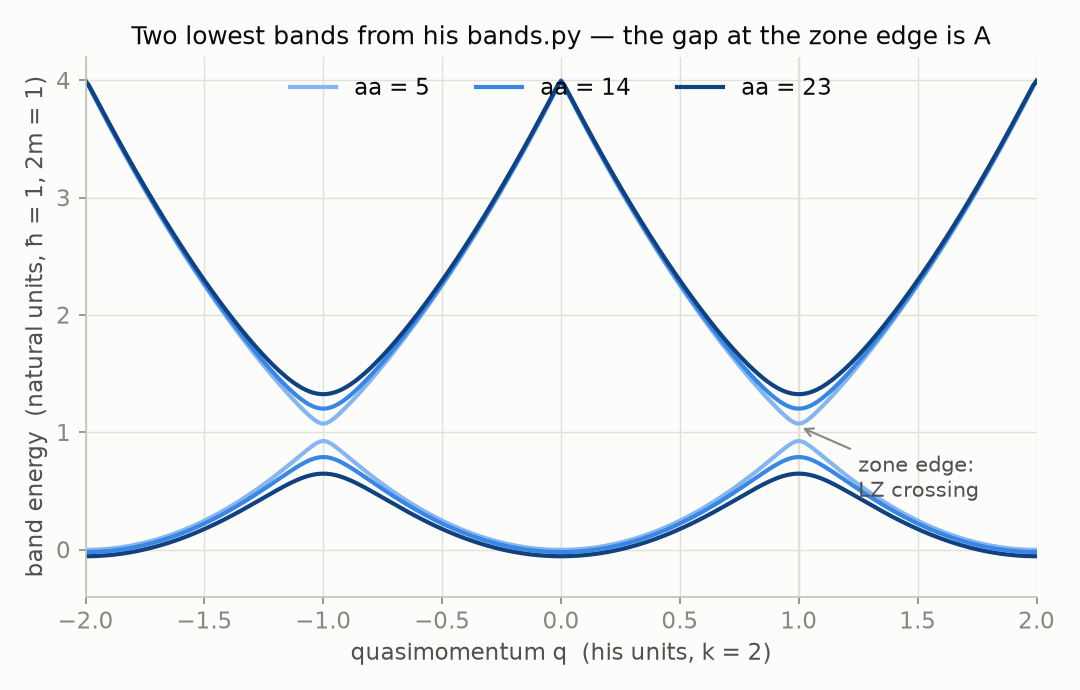 Two lowest bands from his bands.py — the gap at the zone edge is A
aa = 5
aa = 14
aa = 23
band energy (natural units, ħ = 1, 2m = 1)
4
3
2
1
0
zone edge:
LZ crossing
−2.0
−1.5
−1.0
−0.5
0.0
0.5
1.0
1.5
2.0
quasimomentum q (his units, k = 2)